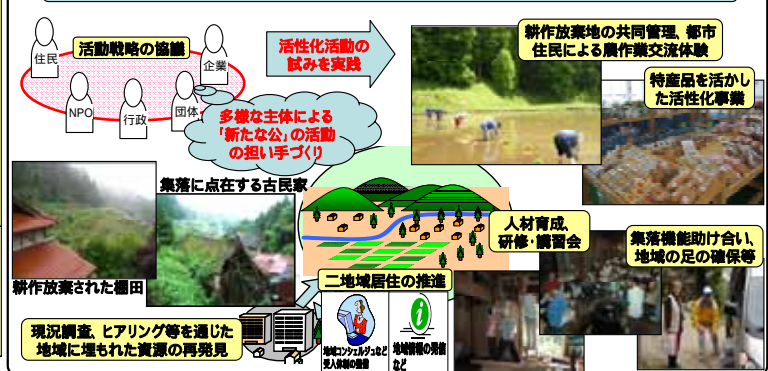 住民
活動戦略の協議
企業
NPO
行政
団体
活性化活動の
試みを実践
多様な主体による
「新たな公」の活動
の担い手づくり
耕作放棄地の共同管理、都市
住民による農作業交流体験
特産品を活かし
た活性化事業
集落に点在する古民家
耕作放棄された棚田
人材育成、
研修・講習会
集落機能助け合い、
地域の足の確保等
二地域居住の推進
現況調査、ヒアリング等を通じた
地域に埋もれた資源の再発見
地域コンシェルジュなど
受入体制の整備
地域情報の発信
など